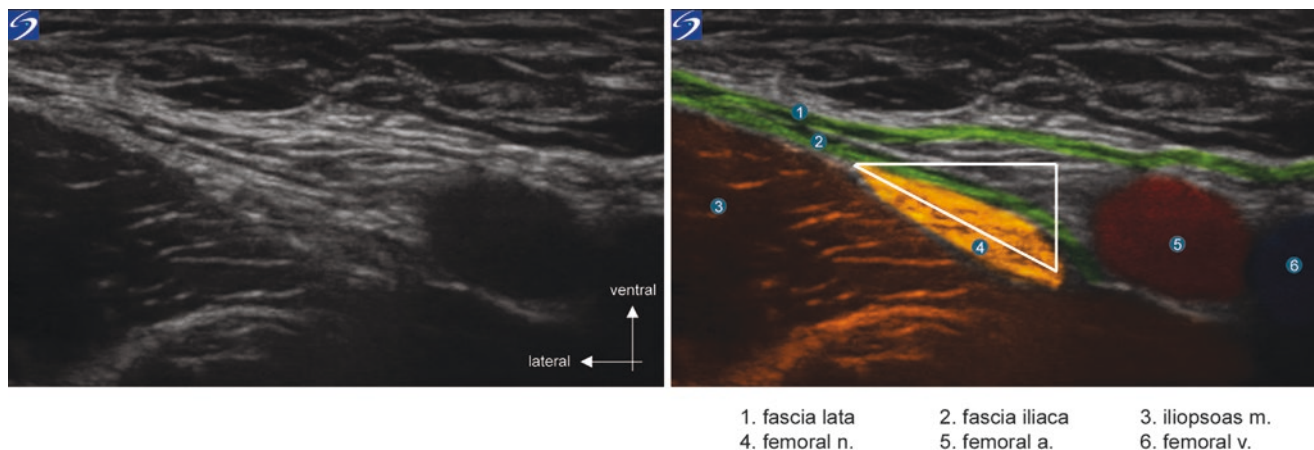 ventral
lateral
1
2
3
4
5
6
1. fascia lata 2. fascia iliaca 3. iliopsoas m.
4. femoral n. 5. femoral a. 6. femoral v.